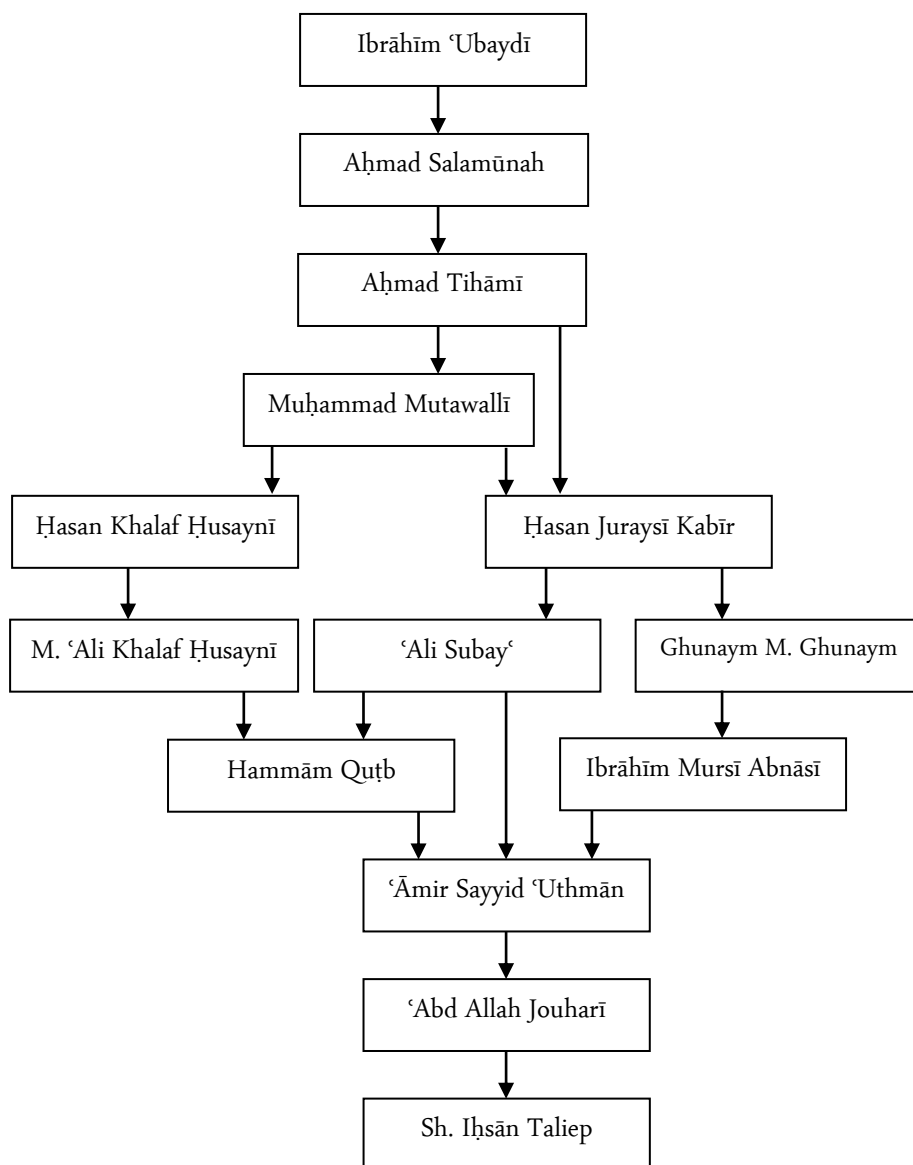 Ibrāhīm ʿUbaydī
Aḥmad Salamūnah
Aḥmad Tihāmī
Muḥammad Mutawallī
Ḥasan Khalaf Ḥusaynī
Ḥasan Juraysī Kabīr
M. ʿAli Khalaf Ḥusaynī
ʿAli Subayʿ
Ghunaym M. Ghunaym
Hammām Quṭb
Ibrāhīm Mursī Abnāsī
ʿĀmir Sayyid ʿUthmān
ʿAbd Allah Jouharī
Sh. Iḥsān Taliep